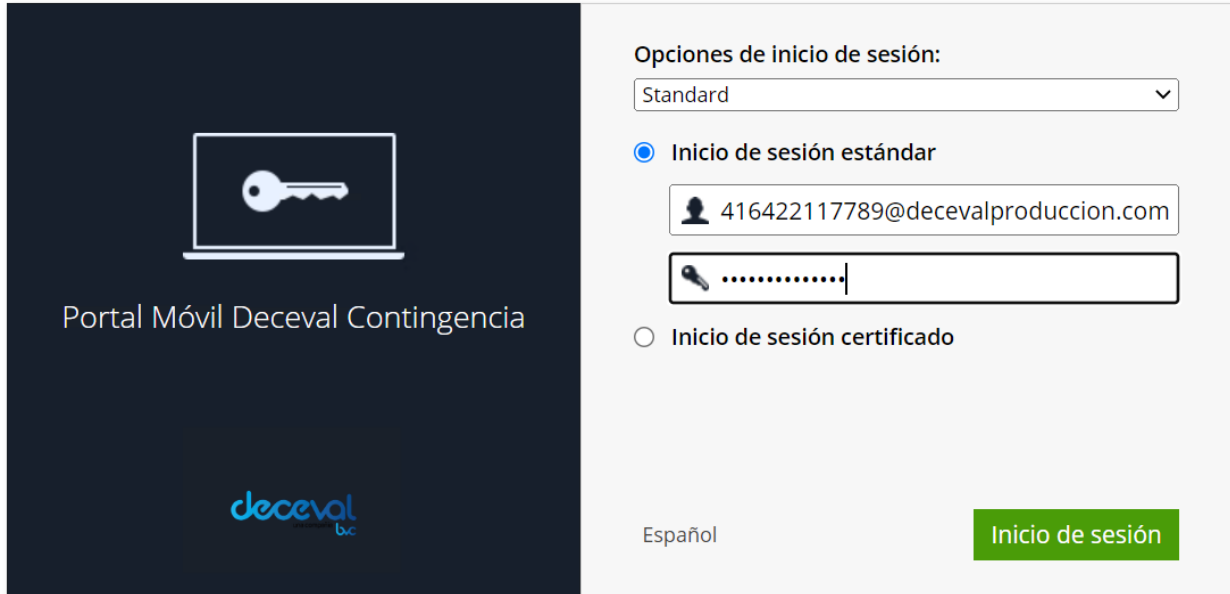 Portal Móvil Deceval Contingencia
deceval
bvc
Opciones de inicio de sesión:
Standard
Inicio de sesión estándar
416422117789@decevalproduccion.com
••••••••••••••
Inicio de sesión certificado
Español
Inicio de sesión